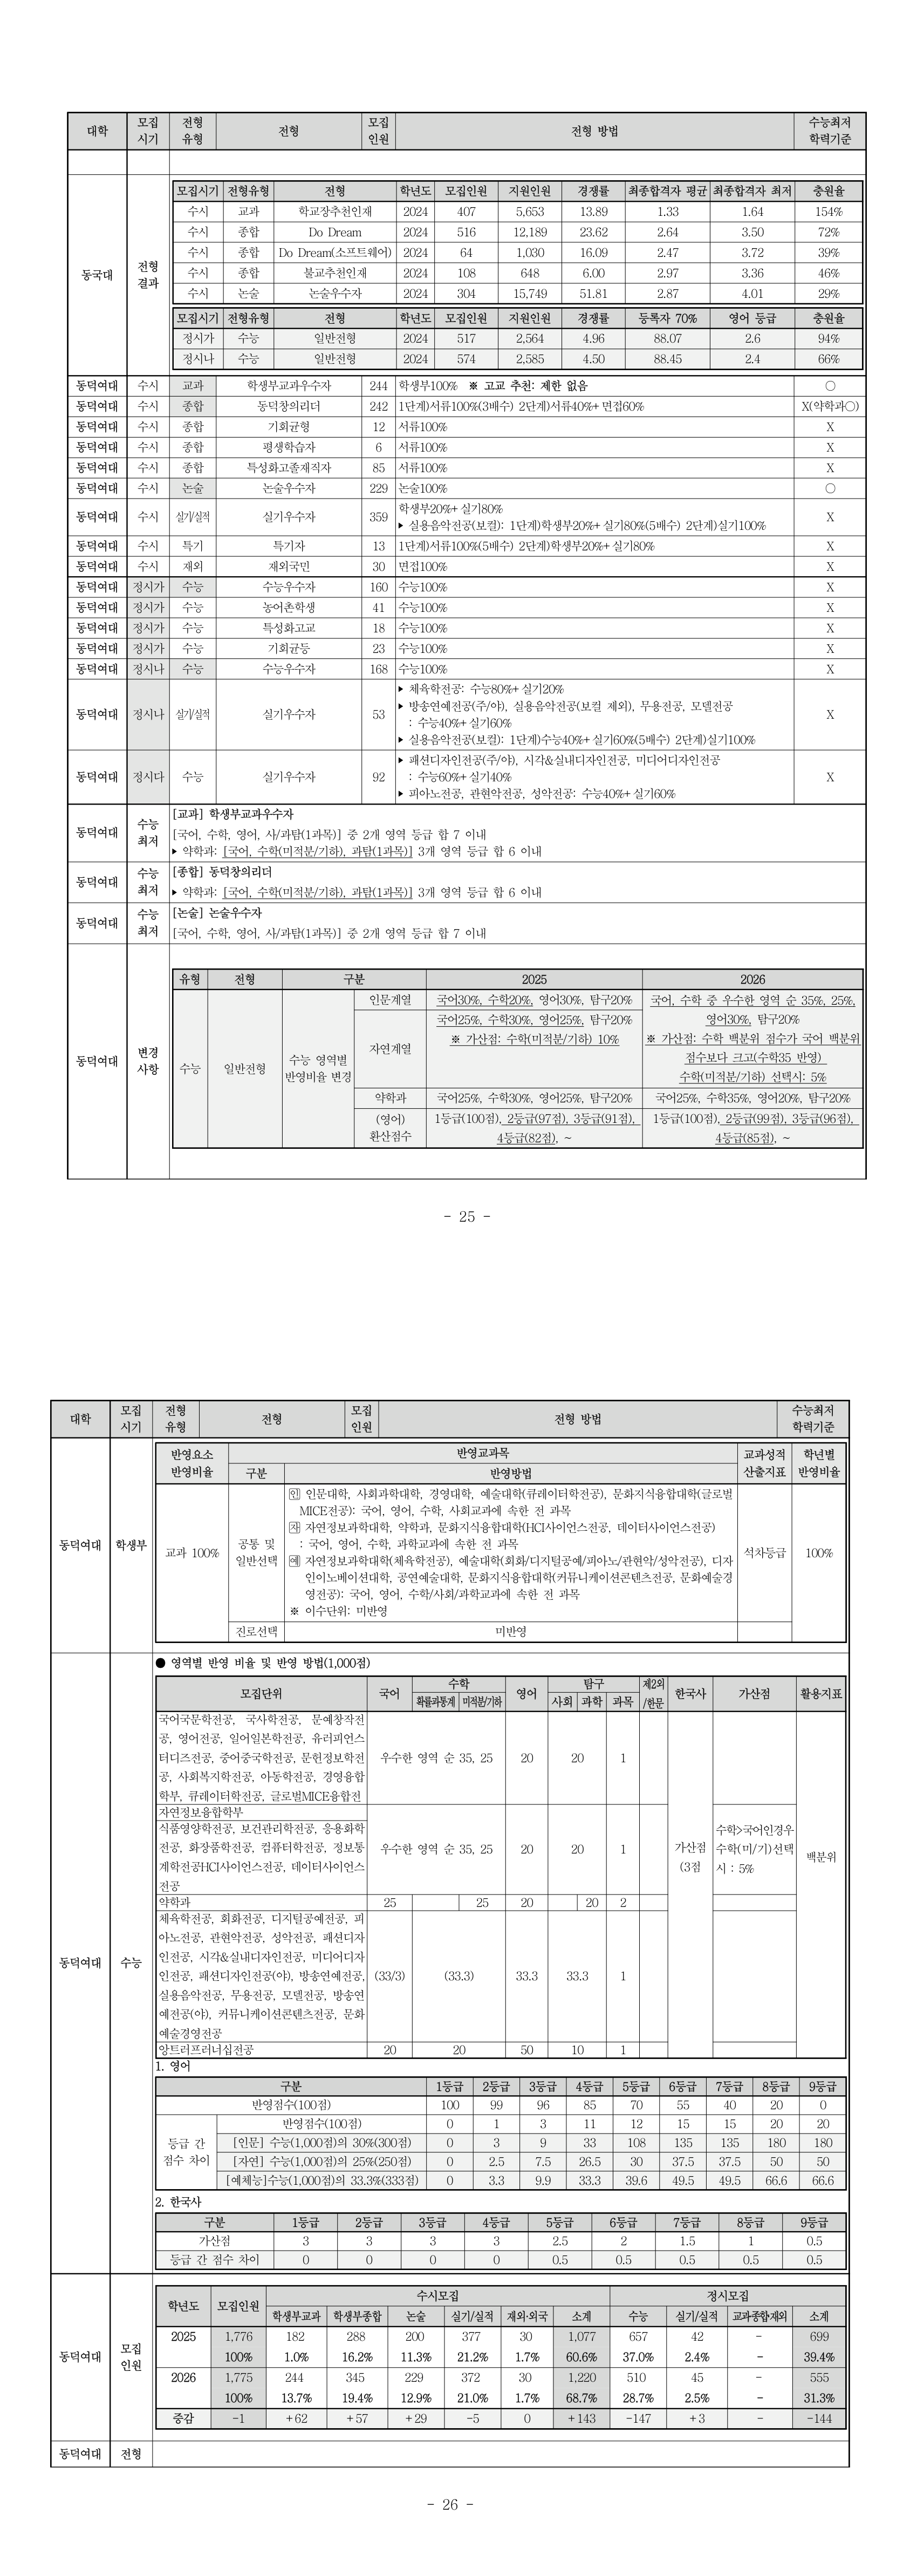 대학 모집시기 전형유형 전형 모집인원 전형 방법 수능최저학력기준
동국대 전형결과
모집시기 전형유형 전형 학년도 모집인원 지원인원 경쟁률 최종합격자 평균 최종합격자 최저 충원율
수시 교과 학교장추천인재 2024 407 5,653 13.89 1.33 1.64 154%
수시 종합 Do Dream 2024 516 12,189 23.62 2.64 3.50 72%
수시 종합 Do Dream(소프트웨어) 2024 64 1,030 16.09 2.47 3.72 39%
수시 종합 불교추천인재 2024 108 648 6.00 2.97 3.36 46%
수시 논술 논술우수자 2024 304 15,749 51.81 2.87 4.01 29%
모집시기 전형유형 전형 학년도 모집인원 지원인원 경쟁률 등록자 70% 영어 등급 충원율
정시가 수능 일반전형 2024 517 2,564 4.96 88.07 2.6 94%
정시나 수능 일반전형 2024 574 2,585 4.50 88.45 2.4 66%
동덕여대 수시 교과 학생부교과우수자 244 학생부100% ※ 고교 추천: 제한 없음 ○
동덕여대 수시 종합 동덕창의리더 242 1단계)서류100%(3배수) 2단계)서류40%+면접60% X(약학과○)
동덕여대 수시 종합 기회균형 12 서류100% X
동덕여대 수시 종합 평생학습자 6 서류100% X
동덕여대 수시 종합 특성화고졸재직자 85 서류100% X
동덕여대 수시 논술 논술우수자 229 논술100% ○
동덕여대 수시 실기/실적 실기우수자 359 학생부20%+실기80%
▶ 실용음악전공(보컬): 1단계)학생부20%+실기80%(5배수) 2단계)실기100% X
동덕여대 수시 특기 특기자 13 1단계)서류100%(5배수) 2단계)학생부20%+실기80% X
동덕여대 수시 재외 재외국민 30 면접100% X
동덕여대 정시가 수능 수능우수자 160 수능100% X
동덕여대 정시가 수능 농어촌학생 41 수능100% X
동덕여대 정시가 수능 특성화고교 18 수능100% X
동덕여대 정시가 수능 기회균등 23 수능100% X
동덕여대 정시나 수능 수능우수자 168 수능100% X
동덕여대 정시나 실기/실적 실기우수자 53 ▶ 체육학전공: 수능80%+실기20%
▶ 방송연예전공(주/야), 실용음악전공(보컬 제외), 무용전공, 모델전공
: 수능40%+실기60%
▶ 실용음악전공(보컬): 1단계)수능40%+실기60%(5배수) 2단계)실기100% X
동덕여대 정시다 수능 실기우수자 92 ▶ 패션디자인전공(주/야), 시각&실내디자인전공, 미디어디자인전공
: 수능60%+실기40%
▶ 피아노전공, 관현악전공, 성악전공: 수능40%+실기60% X
동덕여대 수능최저 [교과] 학생부교과우수자
[국어, 수학, 영어, 사/과탐(1과목)] 중 2개 영역 등급 합 7 이내
▶ 약학과: [국어, 수학(미적분/기하), 과탐(1과목)] 3개 영역 등급 합 6 이내
동덕여대 수능최저 [종합] 동덕창의리더
▶ 약학과: [국어, 수학(미적분/기하), 과탐(1과목)] 3개 영역 등급 합 6 이내
동덕여대 수능최저 [논술] 논술우수자
[국어, 수학, 영어, 사/과탐(1과목)] 중 2개 영역 등급 합 7 이내
동덕여대 변경사항
유형 전형 구분 2025 2026
수능 일반전형 수능 영역별 반영비율 변경
인문계열 국어30%, 수학20%, 영어30%, 탐구20%
자연계열 국어25%, 수학30%, 영어25%, 탐구20%
※ 가산점: 수학(미적분/기하) 10%
국어, 수학 중 우수한 영역 순 35%, 25%,
영어30%, 탐구20%
※ 가산점: 수학 백분위 점수가 국어 백분위
점수보다 크고(수학35 반영)
수학(미적분/기하) 선택시: 5%
약학과 국어25%, 수학30%, 영어25%, 탐구20% 국어25%, 수학35%, 영어20%, 탐구20%
(영어) 환산점수 1등급(100점), 2등급(97점), 3등급(91점),
4등급(82점), ~
1등급(100점), 2등급(99점), 3등급(96점),
4등급(85점), ~
- 25 -
대학 모집시기 전형유형 전형 모집인원 전형 방법 수능최저학력기준
동덕여대 학생부
반영요소 반영비율 반영교과목 교과성적 산출지표 학년별 반영비율
구분 반영방법
교과 100% 공통 및 일반선택
인 인문대학, 사회과학대학, 경영대학, 예술대학(큐레이터학전공), 문화지식융합대학(글로벌
MICE전공): 국어, 영어, 수학, 사회교과에 속한 전 과목
자 자연정보과학대학, 약학과, 문화지식융합대학(HCI사이언스전공, 데이터사이언스전공)
: 국어, 영어, 수학, 과학교과에 속한 전 과목
예 자연정보과학대학(체육학전공), 예술대학(회화/디지털공예/피아노/관현악/성악전공), 디자
인이노베이션대학, 공연예술대학, 문화지식융합대학(커뮤니케이션콘텐츠전공, 문화예술경
영전공): 국어, 영어, 수학/사회/과학교과에 속한 전 과목
※ 이수단위: 미반영
석차등급 100%
진로선택 미반영
동덕여대 수능
● 영역별 반영 비율 및 반영 방법(1,000점)
모집단위 국어 수학 영어 탐구 제2외/한문 한국사 가산점 활용지표
확률과통계 미적분/기하 사회 과학 과목
국어국문학전공, 국사학전공, 문예창작전
공, 영어전공, 일어일본학전공, 유러피언스
터디즈전공, 중어중국학전공, 문헌정보학전
공, 사회복지학전공, 아동학전공, 경영융합
학부, 큐레이터학전공, 글로벌MICE융합전
우수한 영역 순 35, 25 20 20 1
자연정보융합학부
식품영양학전공, 보건관리학전공, 응용화학
전공, 화장품학전공, 컴퓨터학전공, 정보통
계학전공HCI사이언스전공, 데이터사이언스
전공
우수한 영역 순 35, 25 20 20 1
가산점
(3점
수학>국어인경우
수학(미/기)선택
시 : 5%
백분위
약학과 25 25 20 20 2
체육학전공, 회화전공, 디지털공예전공, 피
아노전공, 관현악전공, 성악전공, 패션디자
인전공, 시각&실내디자인전공, 미디어디자
인전공, 패션디자인전공(야), 방송연예전공,
실용음악전공, 무용전공, 모델전공, 방송연
예전공(야), 커뮤니케이션콘텐츠전공, 문화
예술경영전공
(33/3) (33.3) 33.3 33.3 1
앙트러프러너십전공 20 20 50 10 1
1. 영어
구분 1등급 2등급 3등급 4등급 5등급 6등급 7등급 8등급 9등급
반영점수(100점) 100 99 96 85 70 55 40 20 0
등급 간 점수 차이
반영점수(100점) 0 1 3 11 12 15 15 20 20
[인문] 수능(1,000점)의 30%(300점) 0 3 9 33 108 135 135 180 180
[자연] 수능(1,000점)의 25%(250점) 0 2.5 7.5 26.5 30 37.5 37.5 50 50
[예체능]수능(1,000점)의 33.3%(333점) 0 3.3 9.9 33.3 39.6 49.5 49.5 66.6 66.6
2. 한국사
구분 1등급 2등급 3등급 4등급 5등급 6등급 7등급 8등급 9등급
가산점 3 3 3 3 2.5 2 1.5 1 0.5
등급 간 점수 차이 0 0 0 0 0.5 0.5 0.5 0.5 0.5
동덕여대 모집인원
학년도 모집인원 수시모집 정시모집
학생부교과 학생부종합 논술 실기/실적 재외·외국 소계 수능 실기/실적 교과·종합·재외 소계
2025 1,776 182 288 200 377 30 1,077 657 42 - 699
100% 1.0% 16.2% 11.3% 21.2% 1.7% 60.6% 37.0% 2.4% - 39.4%
2026 1,775 244 345 229 372 30 1,220 510 45 - 555
100% 13.7% 19.4% 12.9% 21.0% 1.7% 68.7% 28.7% 2.5% - 31.3%
증감 -1 +62 +57 +29 -5 0 +143 -147 +3 - -144
동덕여대 전형
- 26 -